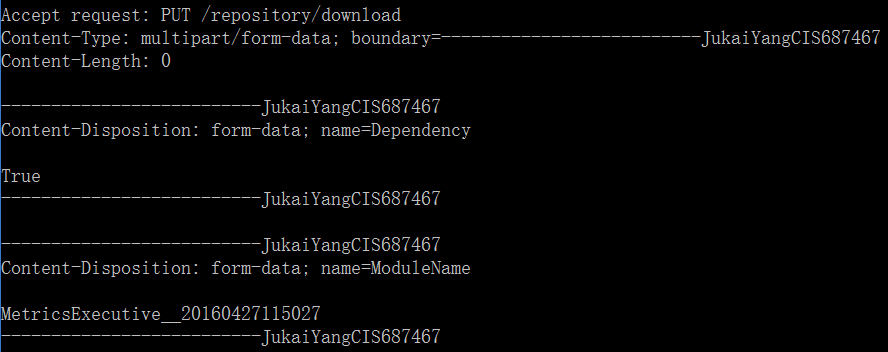 Accept request: PUT /repository/download
Content-Type: multipart/form-data; boundary=--------------------------JukaiYangCIS687467
Content-Length: 0
--------------------------JukaiYangCIS687467
Content-Disposition: form-data; name=Dependency
True
--------------------------JukaiYangCIS687467
--------------------------JukaiYangCIS687467
Content-Disposition: form-data; name=ModuleName
MetricsExecutive__20160427115027
--------------------------JukaiYangCIS687467